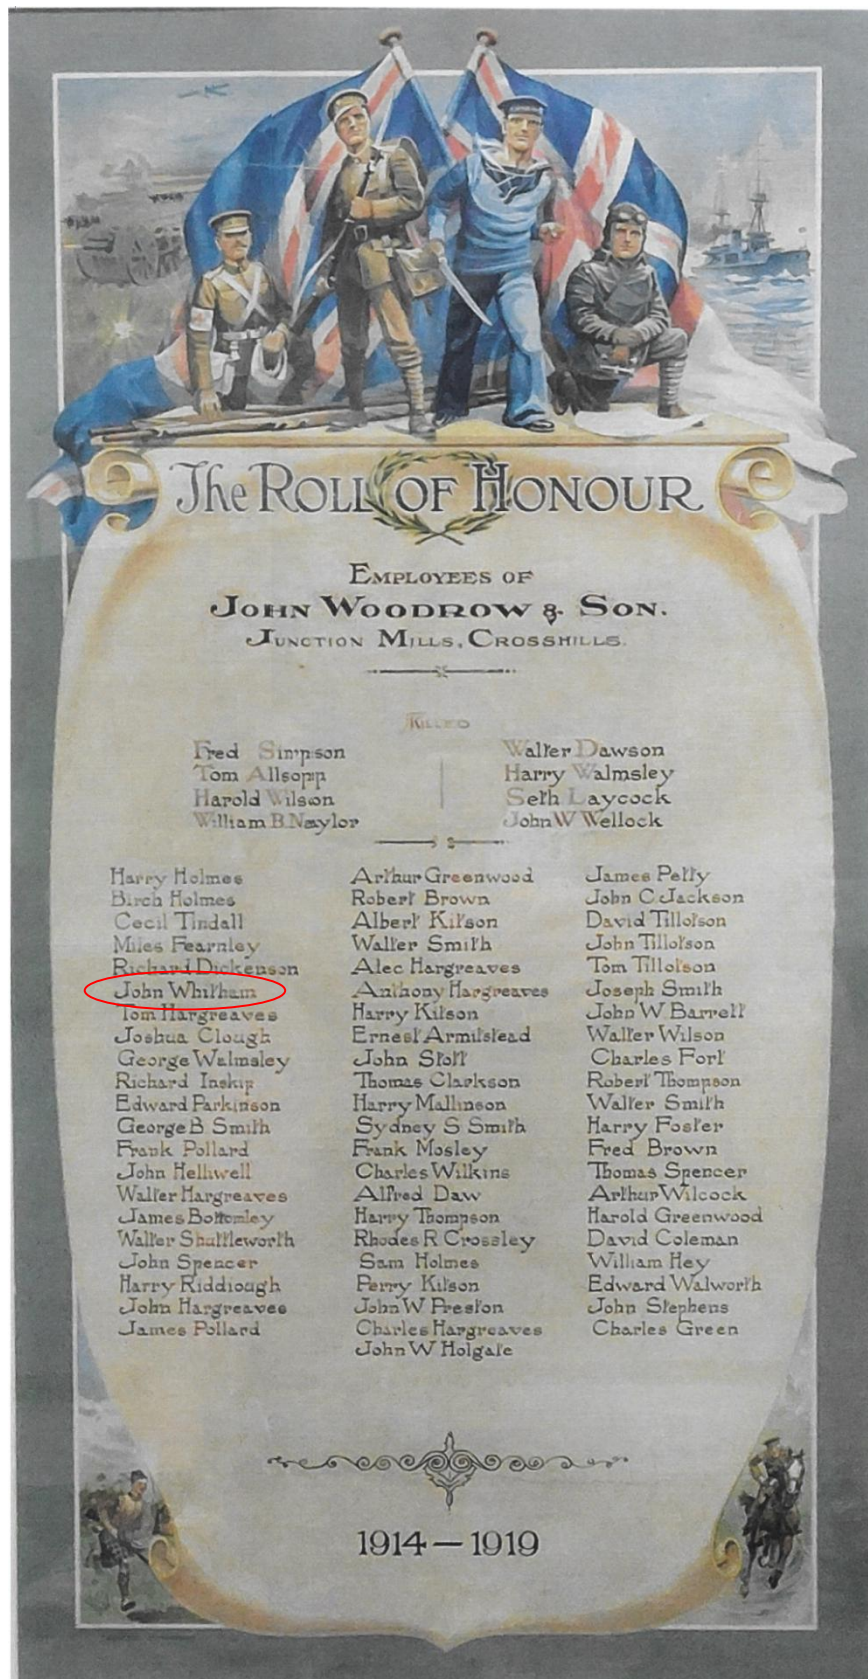 The ROLL OF HONOUR
EMPLOYEES OF
JOHN WOODROW & SON.
JUNCTION MILLS, CROSSHILLS.
KILLED
Fred Simpson
Tom Allsopp
Harold Wilson
William B. Naylor
Walter Dawson
Harry Walmsley
Seth Laycock
John W Wellock
Harry Holmes
Birch Holmes
Cecil Tindall
Miles Fearnley
Richard Dickenson
John Whitham
Tom Hargreaves
Joshua Clough
George Walmsley
Richard Inskip
Edward Parkinson
George B Smith
Frank Pollard
John Helliwell
Walter Hargreaves
James Bottomley
Walter Shuttleworth
John Spencer
Harry Riddiough
John Hargreaves
James Pollard
Arthur Greenwood
Robert Brown
Albert Kitson
Walter Smith
Alec Hargreaves
Anthony Hargreaves
Harry Kitson
Ernest Armitstead
John Stott
Thomas Clarkson
Harry Mallinson
Sydney S Smith
Frank Mosley
Charles Wilkins
Alfred Daw
Harry Thompson
Rhodes R Crossley
Sam Holmes
Perry Kitson
John W Preston
Charles Hargreaves
John W Holgate
James Petty
John C Jackson
David Tillotson
John Tillotson
Tom Tillotson
Joseph Smith
John W Barrett
Walter Wilson
Charles Fort
Robert Thompson
Walter Smith
Harry Foster
Fred Brown
Thomas Spencer
Arthur Wilcock
Harold Greenwood
David Coleman
William Hey
Edward Walworth
John Stephens
Charles Green
1914 — 1919